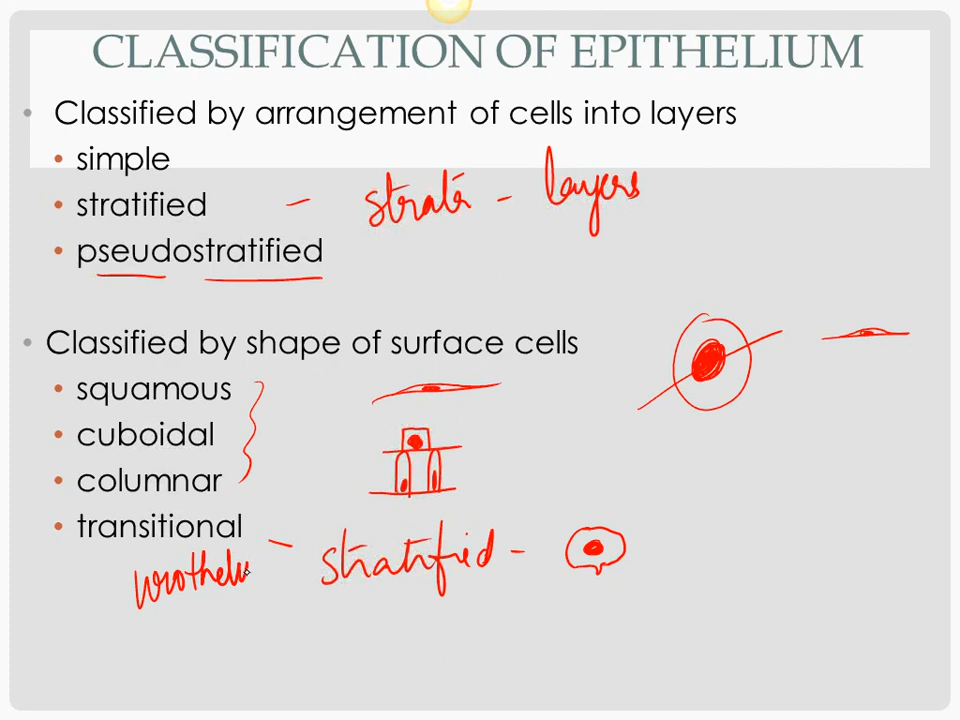 CLASSIFICATION OF EPITHELIUM
• Classified by arrangement of cells into layers
• simple
• stratified - strata - layers
• pseudostratified
• Classified by shape of surface cells
• squamous
• cuboidal
• columnar
• transitional - stratified -
urothelu